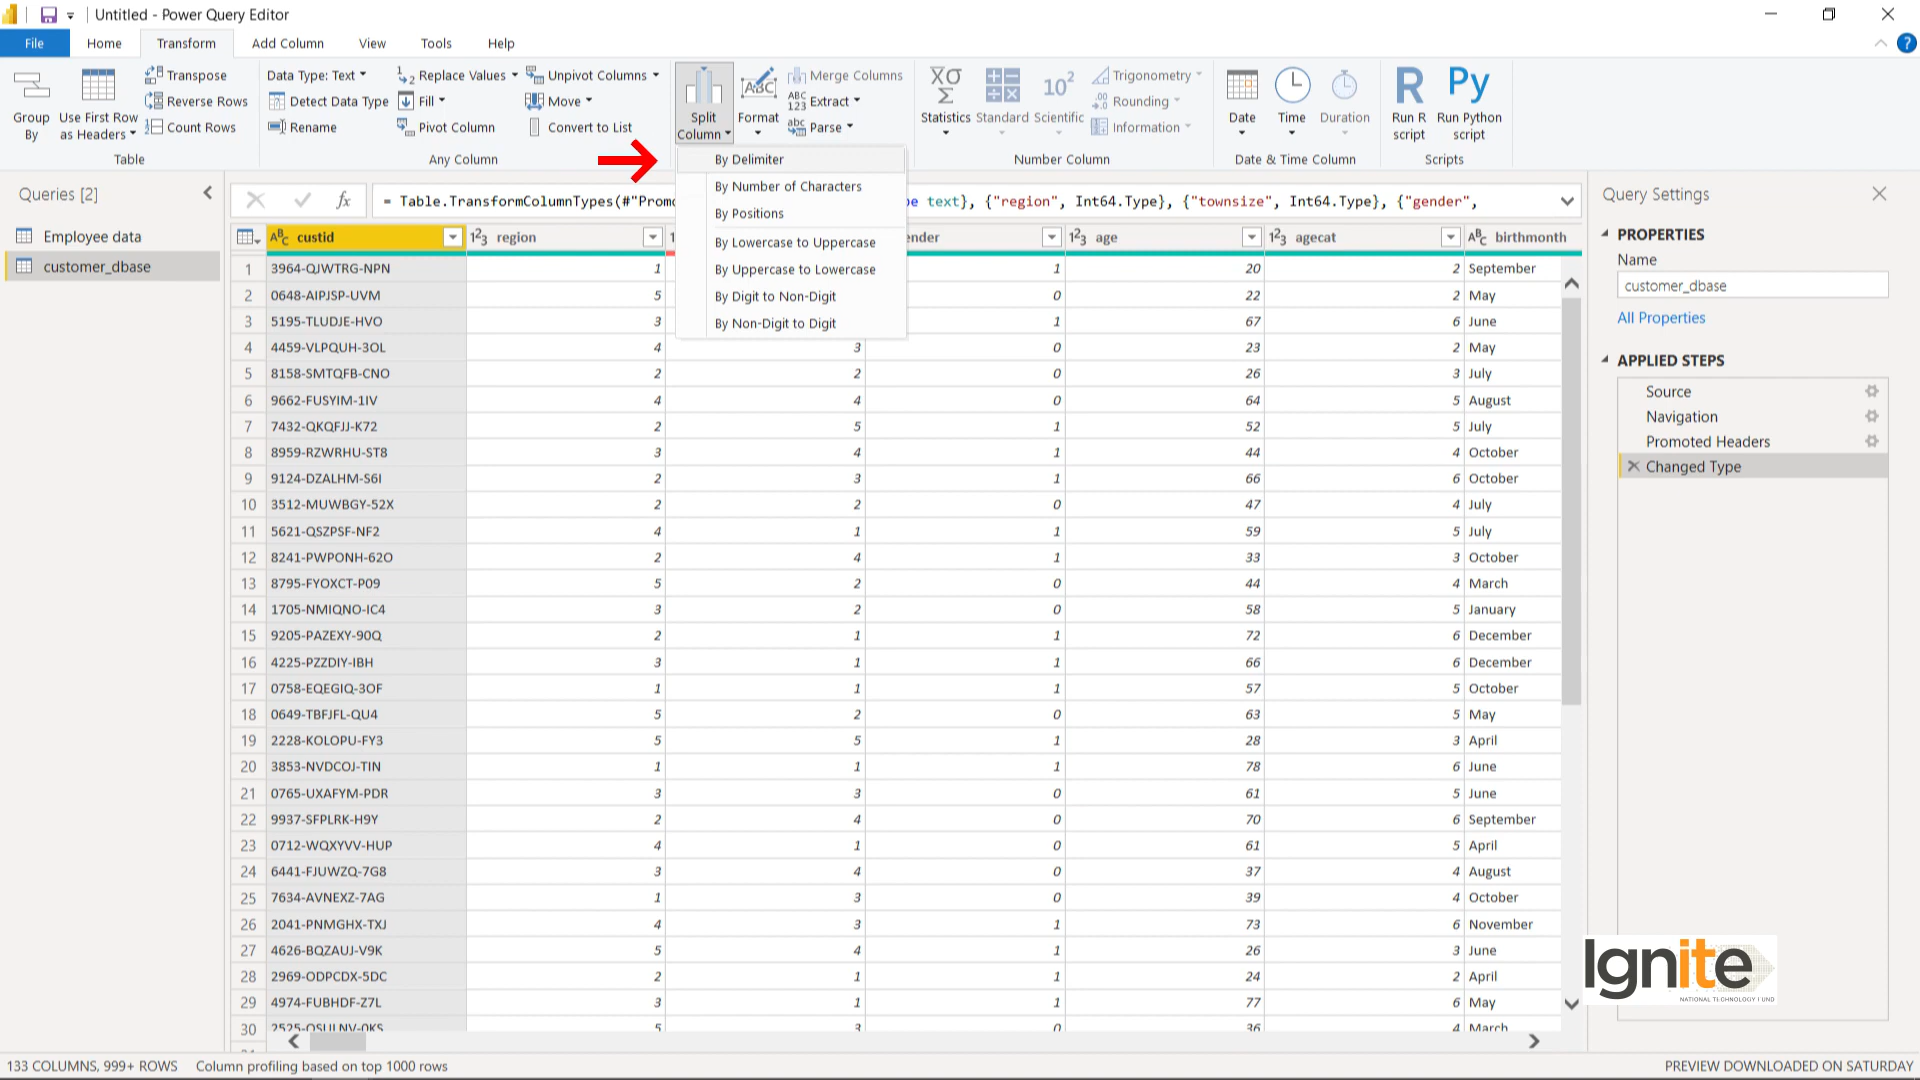 Untitled - Power Query Editor
File Home Transform Add Column View Tools Help
Group By
Use First Row as Headers
Transpose
Reverse Rows
Count Rows
Table
Data Type: Text
Detect Data Type
Rename
Replace Values
Fill
Pivot Column
Unpivot Columns
Move
Convert to List
Any Column
Split Column
Format
Merge Columns
Extract
Parse
Statistics
Standard
Scientific
10²
Trigonometry
Rounding
Information
Number Column
Date
Time
Duration
Date & Time Column
R
Run R script
Py
Run Python script
Scripts
By Delimiter
By Number of Characters
By Positions
By Lowercase to Uppercase
By Uppercase to Lowercase
By Digit to Non-Digit
By Non-Digit to Digit
Queries [2]
Employee data
customer_dbase
fx
= Table.TransformColumnTypes(#"Promo
pe text}, {"region", Int64.Type}, {"townsize", Int64.Type}, {"gender",
custid region ender age agecat birthmonth
1 3964-QJWTRG-NPN 1 1 20 2 September
2 0648-AIPJSP-UVM 5 0 22 2 May
3 5195-TLUDJE-HVO 3 1 67 6 June
4 4459-VLPQUH-3OL 4 3 0 23 2 May
5 8158-SMTQFB-CNO 2 2 0 26 3 July
6 9662-FUSYIM-1IV 4 4 0 64 5 August
7 7432-QKQFJJ-K72 2 5 1 52 5 July
8 8959-RZWRHU-ST8 3 4 1 44 4 October
9 9124-DZALHM-S6I 2 3 1 66 6 October
10 3512-MUWBGY-52X 2 2 0 47 4 July
11 5621-QSZPSF-NF2 4 1 1 59 5 July
12 8241-PWPONH-62O 2 4 1 33 3 October
13 8795-FYOXCT-P09 5 2 0 44 4 March
14 1705-NMIQNO-IC4 3 2 0 58 5 January
15 9205-PAZEXY-90Q 2 1 1 72 6 December
16 4225-PZZDIY-IBH 3 1 1 66 6 December
17 0758-EQEGIQ-3OF 1 1 1 57 5 October
18 0649-TBFJFL-QU4 5 2 0 63 5 May
19 2228-KOLOPU-FY3 5 5 1 28 3 April
20 3853-NVDCOJ-TIN 1 1 1 78 6 June
21 0765-UXAFYM-PDR 3 3 0 61 5 June
22 9937-SFPLRK-H9Y 2 4 0 70 6 September
23 0712-WQXYVV-HUP 4 1 0 61 5 April
24 6441-FJUWZQ-7G8 3 4 0 37 4 August
25 7634-AVNEXZ-7AG 1 3 0 39 4 October
26 2041-PNMGHX-TXJ 4 3 1 73 6 November
27 4626-BQZAUJ-V9K 5 4 1 26 3 June
28 2969-ODPCDX-5DC 2 1 1 24 2 April
29 4974-FUBHDF-Z7L 3 1 1 77 6 May
30 2525-OSULNV-0KS 5 3 0 36 4 March
Query Settings
PROPERTIES
Name
customer_dbase
All Properties
APPLIED STEPS
Source
Navigation
Promoted Headers
Changed Type
Ignite
NATIONAL TECHNOLOGY FUND
133 COLUMNS, 999+ ROWS Column profiling based on top 1000 rows
PREVIEW DOWNLOADED ON SATURDAY